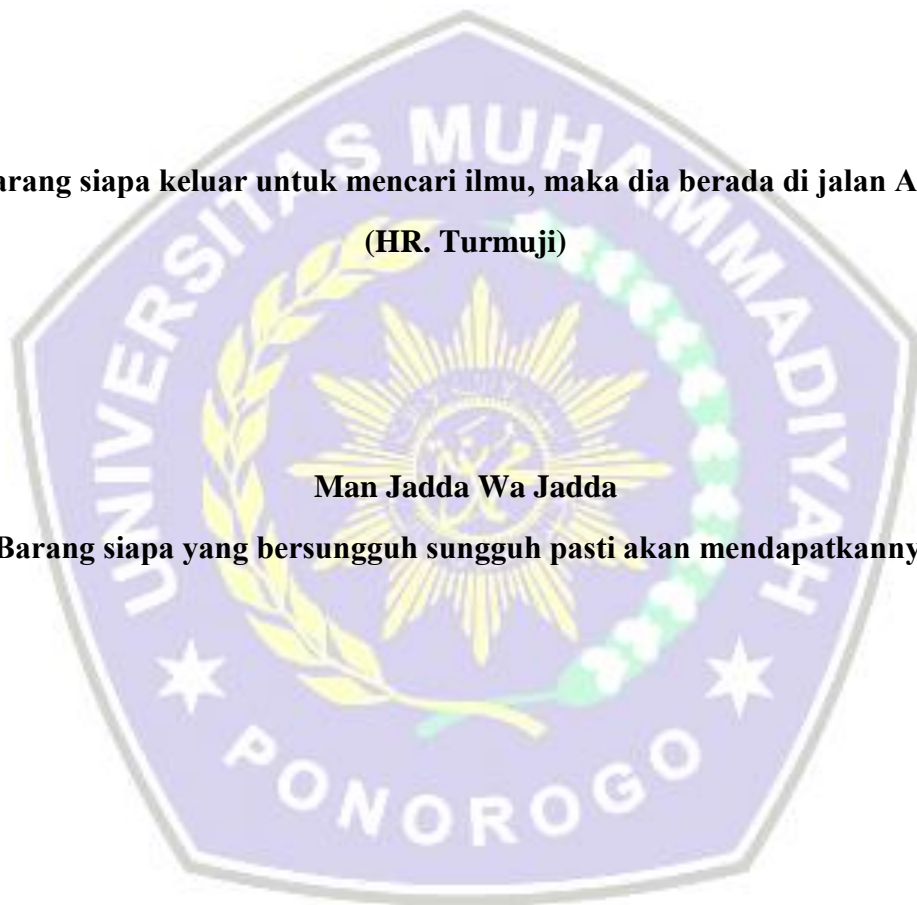 UNIVERSITAS MUHAMMADIYAH
arang siapa keluar untuk mencari ilmu, maka dia berada di jalan A
(HR. Turmuji)
Man Jadda Wa Jadda
Barang siapa yang bersungguh sungguh pasti akan mendapatkanny
PONOROGO